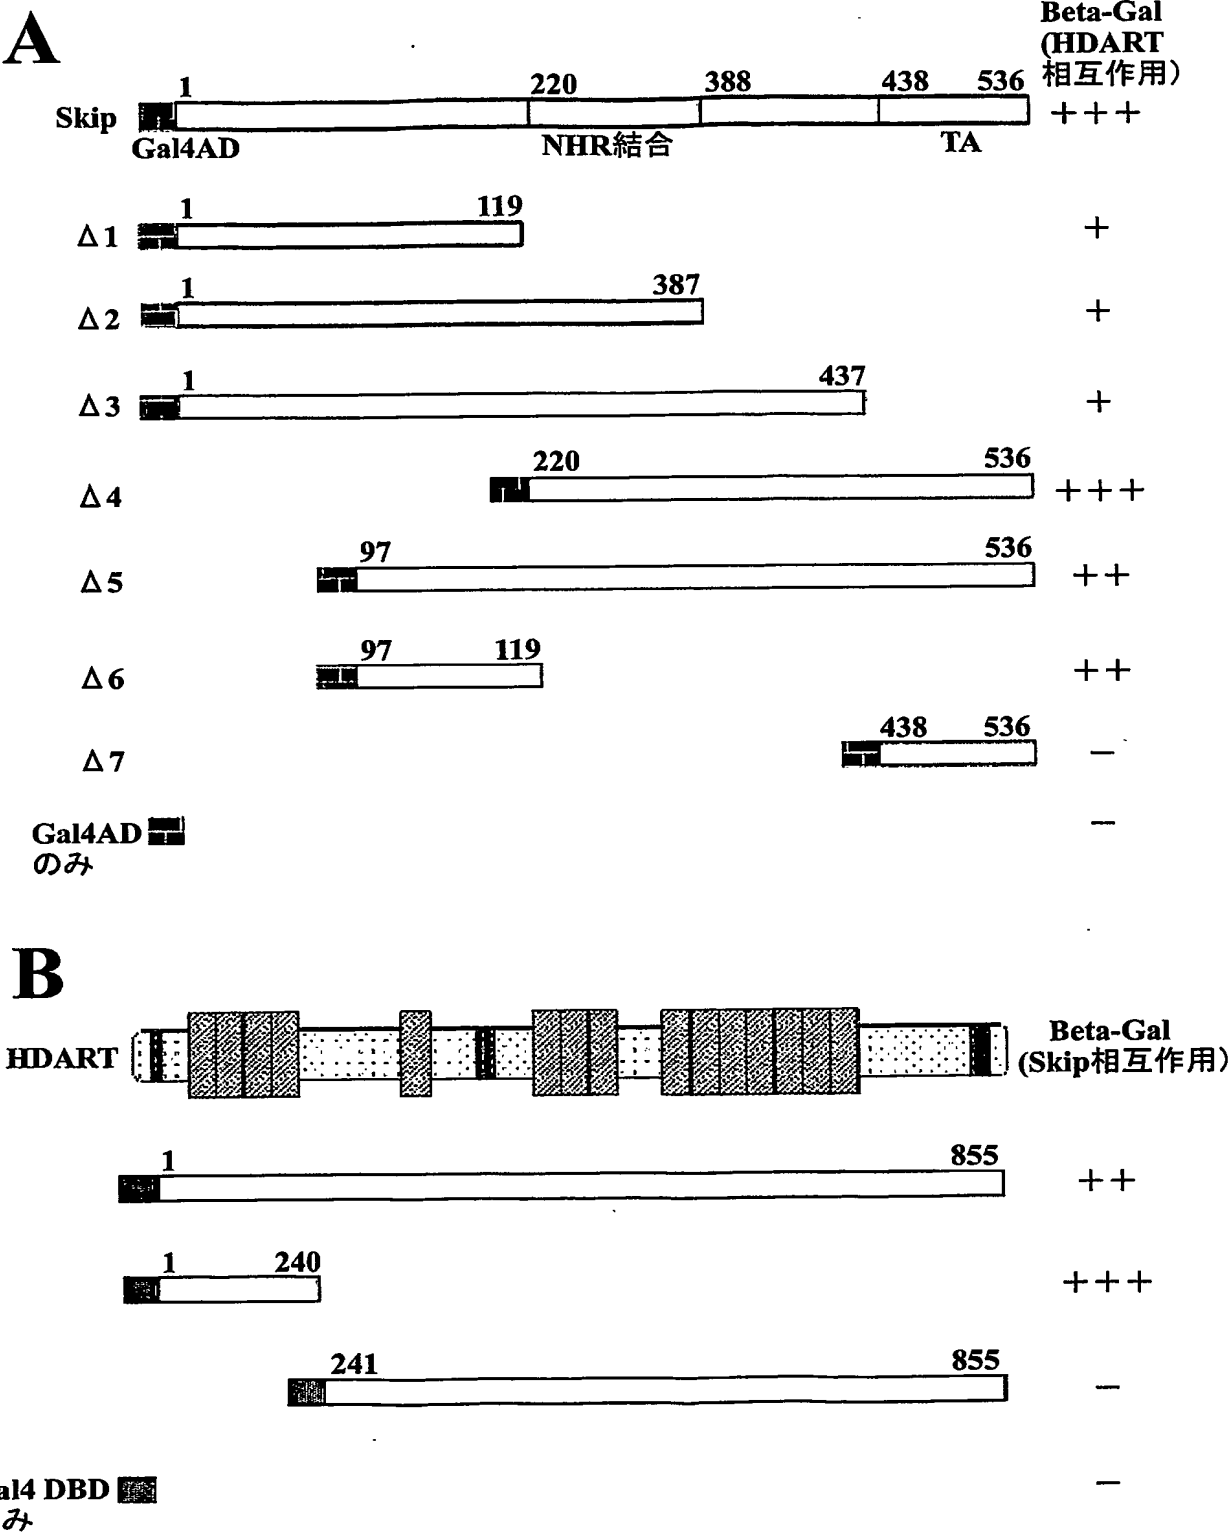 A
Beta-Gal
(HDART
相互作用)
1 220 388 438 536
Skip +++
Gal4AD NHR結合 TA
1 119
Δ1 +
1 387
Δ2 +
1 437
Δ3 +
220 536
Δ4 +++
97 536
Δ5 ++
97 119
Δ6 ++
438 536
Δ7 −
Gal4AD −
のみ
B
HDART
Beta-Gal
(Skip相互作用)
1 855
++
1 240
+++
241 855
−
al4 DBD −
み